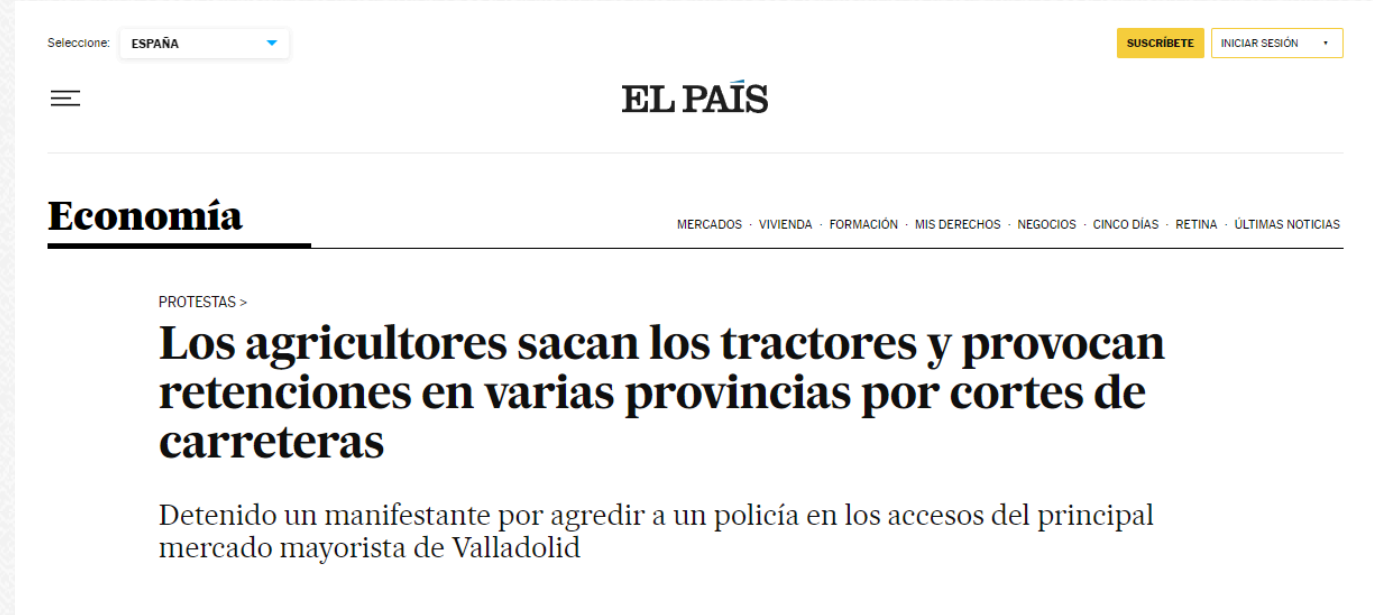 Seleccione: ESPAÑA
SUSCRÍBETE
INICIAR SESIÓN
EL PAÍS
Economía
MERCADOS · VIVIENDA · FORMACIÓN · MIS DERECHOS · NEGOCIOS · CINCO DÍAS · RETINA · ÚLTIMAS NOTICIAS
PROTESTAS >
Los agricultores sacan los tractores y provocan
retenciones en varias provincias por cortes de
carreteras
Detenido un manifestante por agredir a un policía en los accesos del principal
mercado mayorista de Valladolid